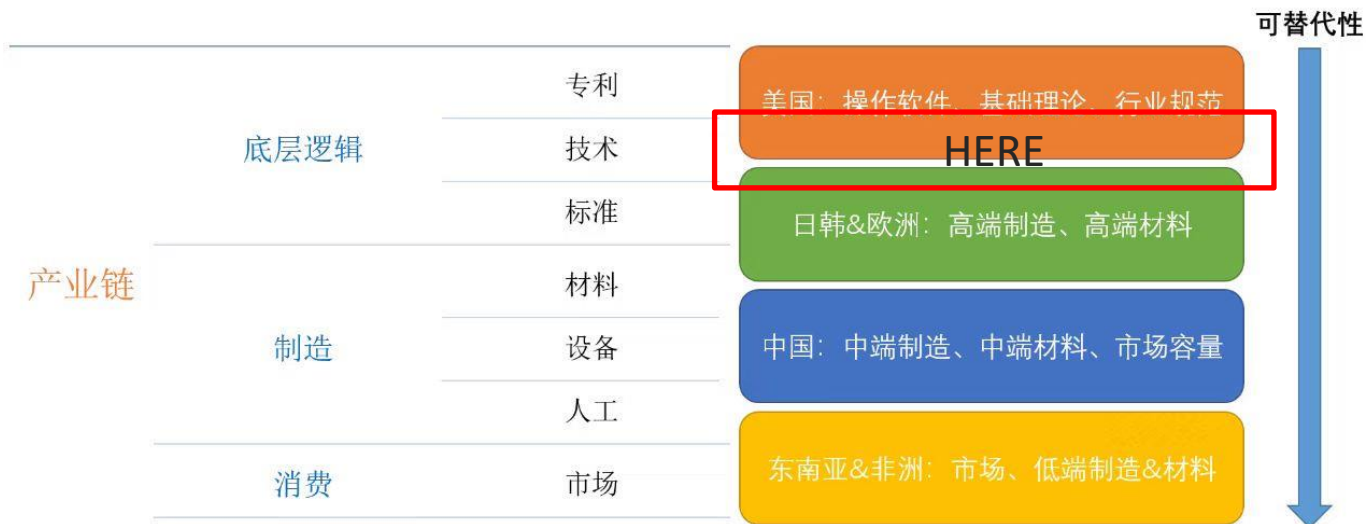 可替代性
专利
美国：操作软件、基础理论、行业规范
底层逻辑
技术
HERE
标准
日韩&欧洲：高端制造、高端材料
产业链
材料
制造
设备
中国：中端制造、中端材料、市场容量
人工
东南亚&非洲：市场、低端制造&材料
消费
市场